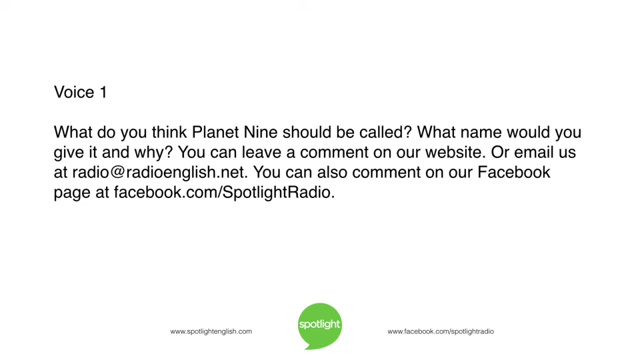 Voice 1
What do you think Planet Nine should be called? What name would you
give it and why? You can leave a comment on our website. Or email us
at radio@radioenglish.net. You can also comment on our Facebook
page at facebook.com/SpotlightRadio.
www.spotlightenglish.com
spotlight
www.facebook.com/spotlightradio